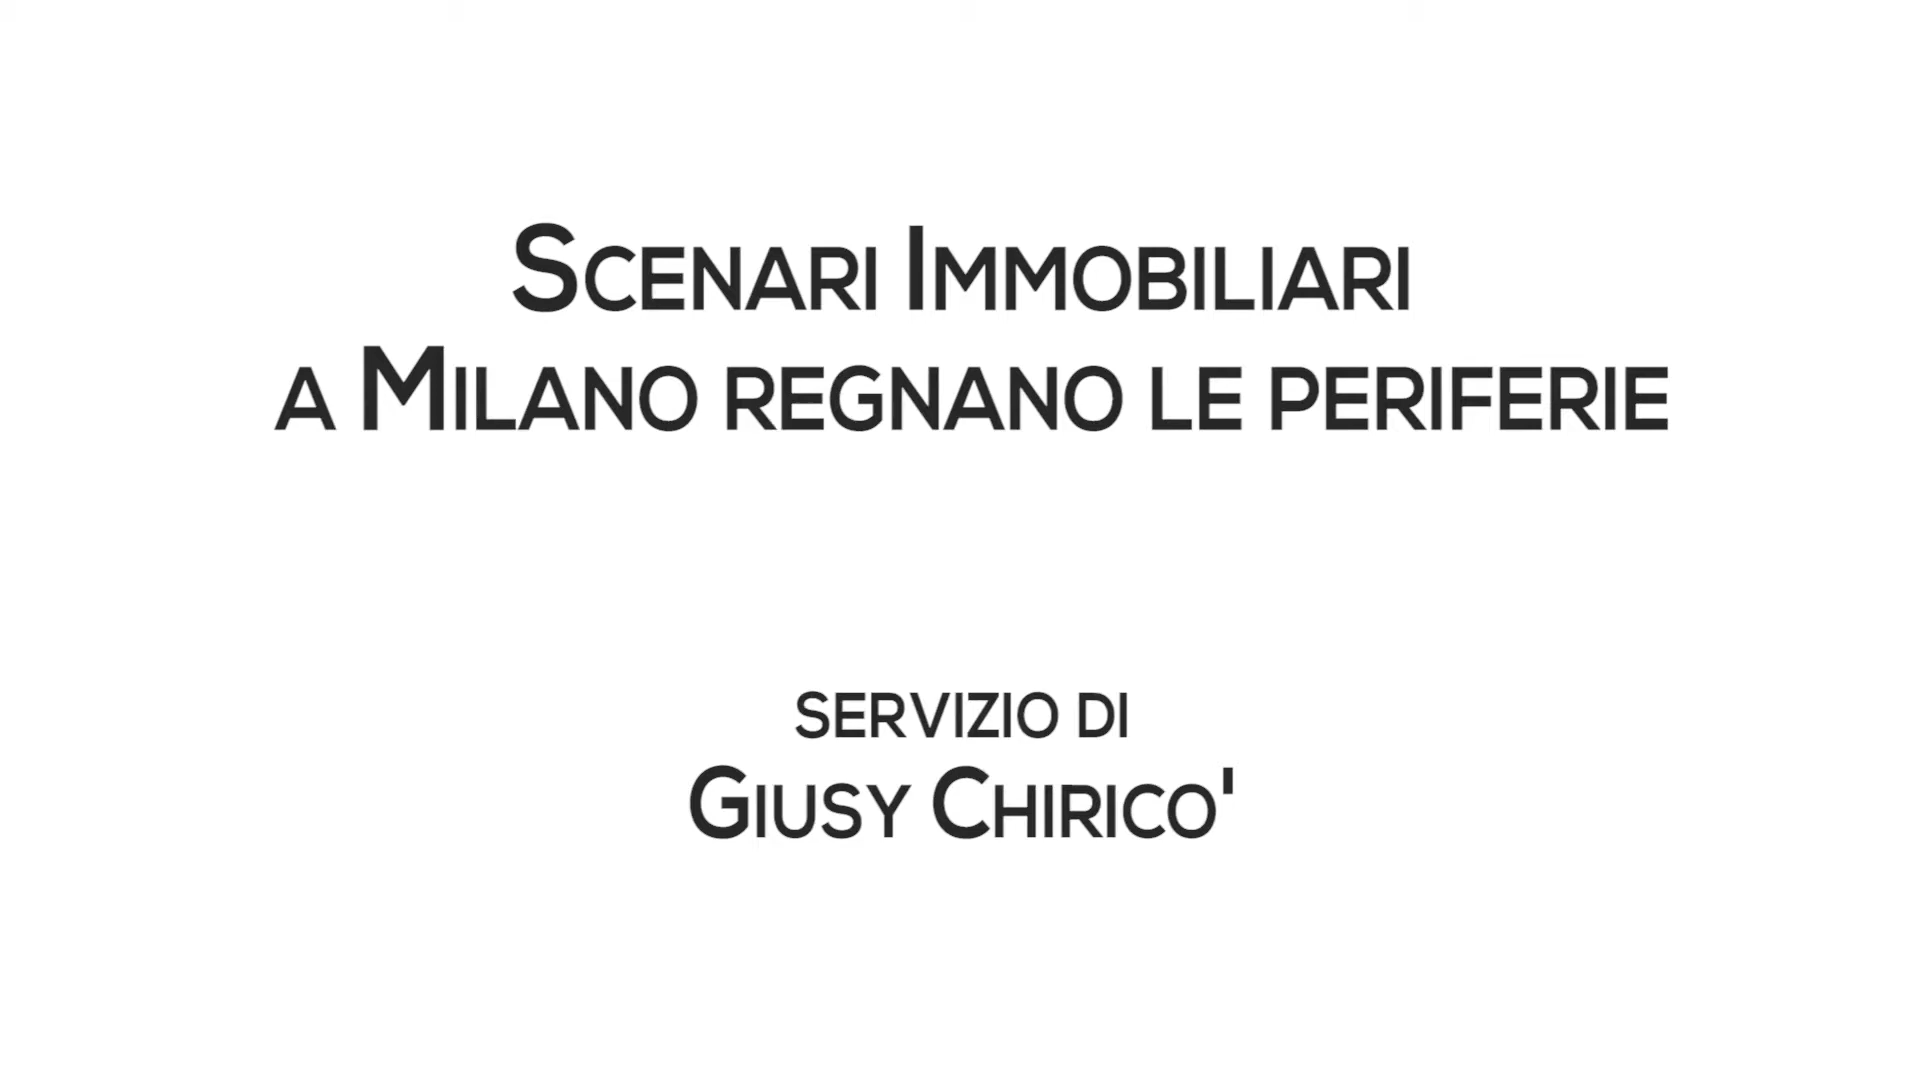 Scenari Immobiliari
a Milano regnano le periferie
servizio di
Giusy Chirico'